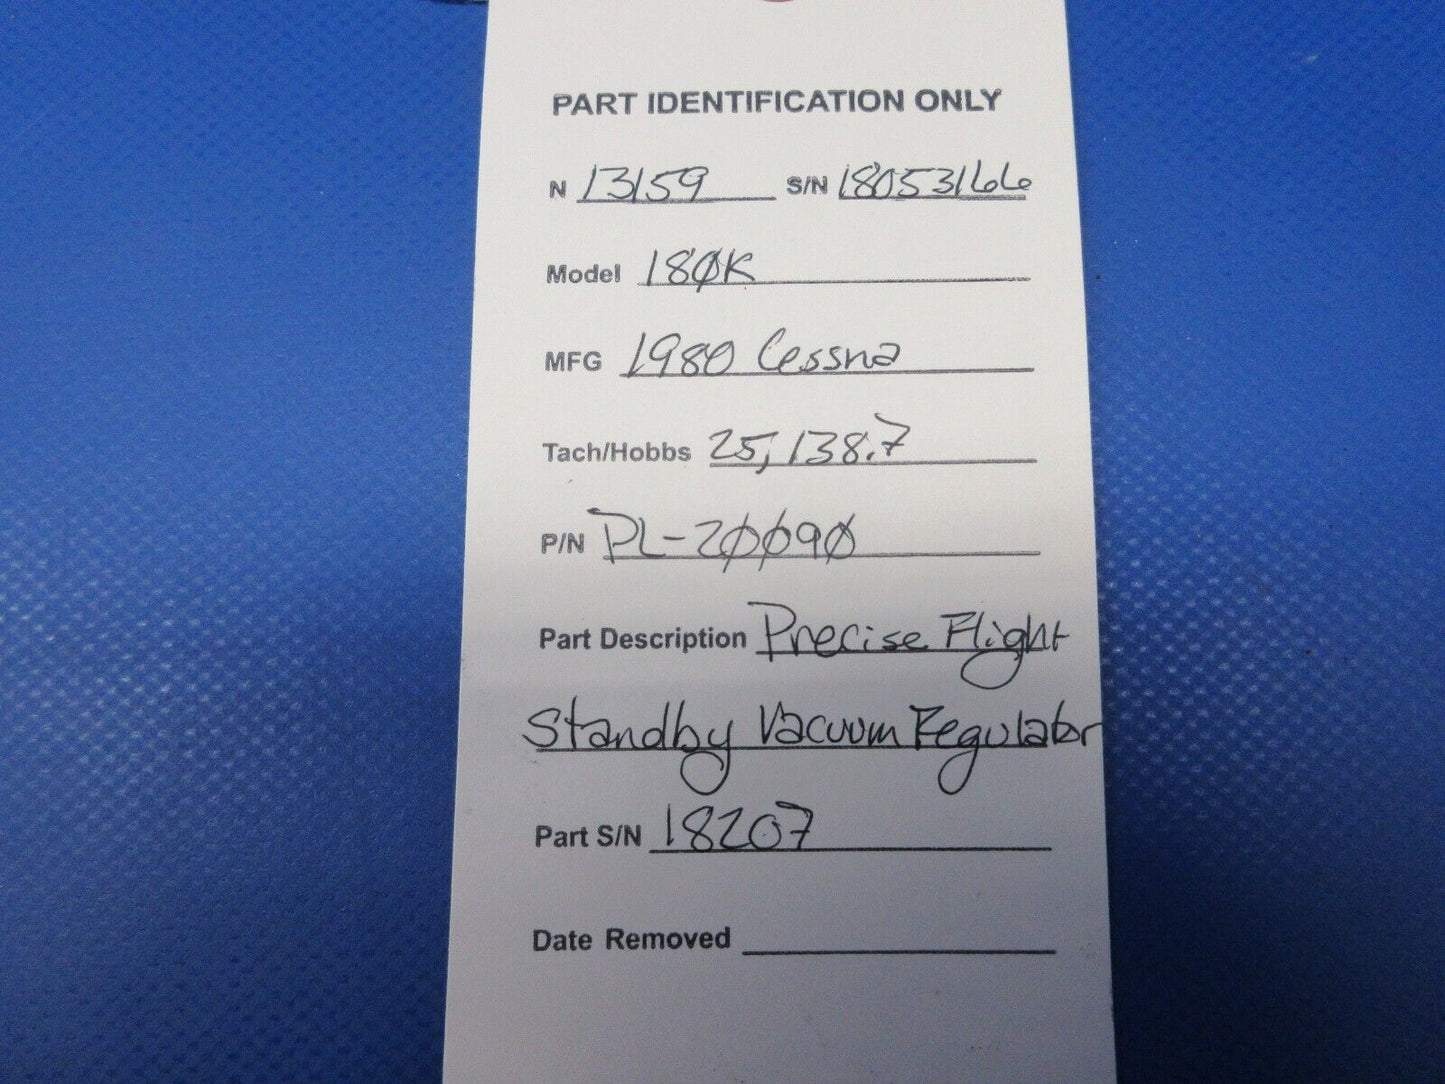 PART IDENTIFICATION ONLY
N 13159 S/N 18053166
Model 180K
MFG 1980 Cessna
Tach/Hobbs 25,138.7
P/N PL-20090
Part Description Precise Flight
Standby Vacuum Regulator
Part S/N 18207
Date Removed